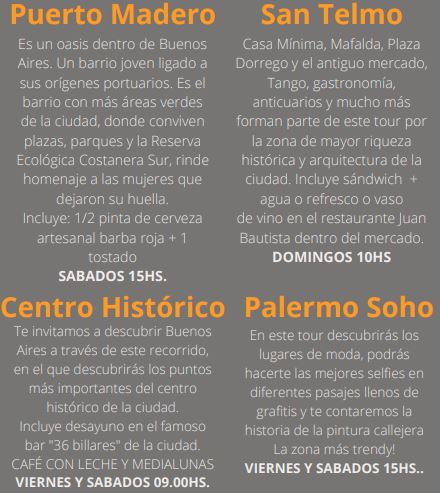 Puerto Madero
Es un oasis dentro de Buenos
Aires. Un barrio joven ligado a
sus orígenes portuarios. Es el
barrio con más áreas verdes
de la ciudad, donde conviven
plazas, parques y la Reserva
Ecológica Costanera Sur, rinde
homenaje a las mujeres que
dejaron su huella.
Incluye: 1/2 pinta de cerveza
artesanal barba roja + 1
tostado
SABADOS 15HS.
San Telmo
Casa Mínima, Mafalda, Plaza
Dorrego y el antiguo mercado,
Tango, gastronomía,
anticuarios y mucho más
forman parte de este tour por
la zona de mayor riqueza
histórica y arquitectura de la
ciudad. Incluye sándwich +
agua o refresco o vaso
de vino en el restaurante Juan
Bautista dentro del mercado.
DOMINGOS 10HS
Centro Histórico
Te invitamos a descubrir Buenos
Aires a través de este recorrido,
en el que descubrirás los puntos
más importantes del centro
histórico de la ciudad.
Incluye desayuno en el famoso
bar "36 billares" de la ciudad.
CAFÉ CON LECHE Y MEDIALUNAS
VIERNES Y SABADOS 09.00HS.
Palermo Soho
En este tour descubrirás los
lugares de moda, podrás
hacerte las mejores selfies en
diferentes pasajes llenos de
grafitis y te contaremos la
historia de la pintura callejera
La zona más trendy!
VIERNES Y SABADOS 15HS..